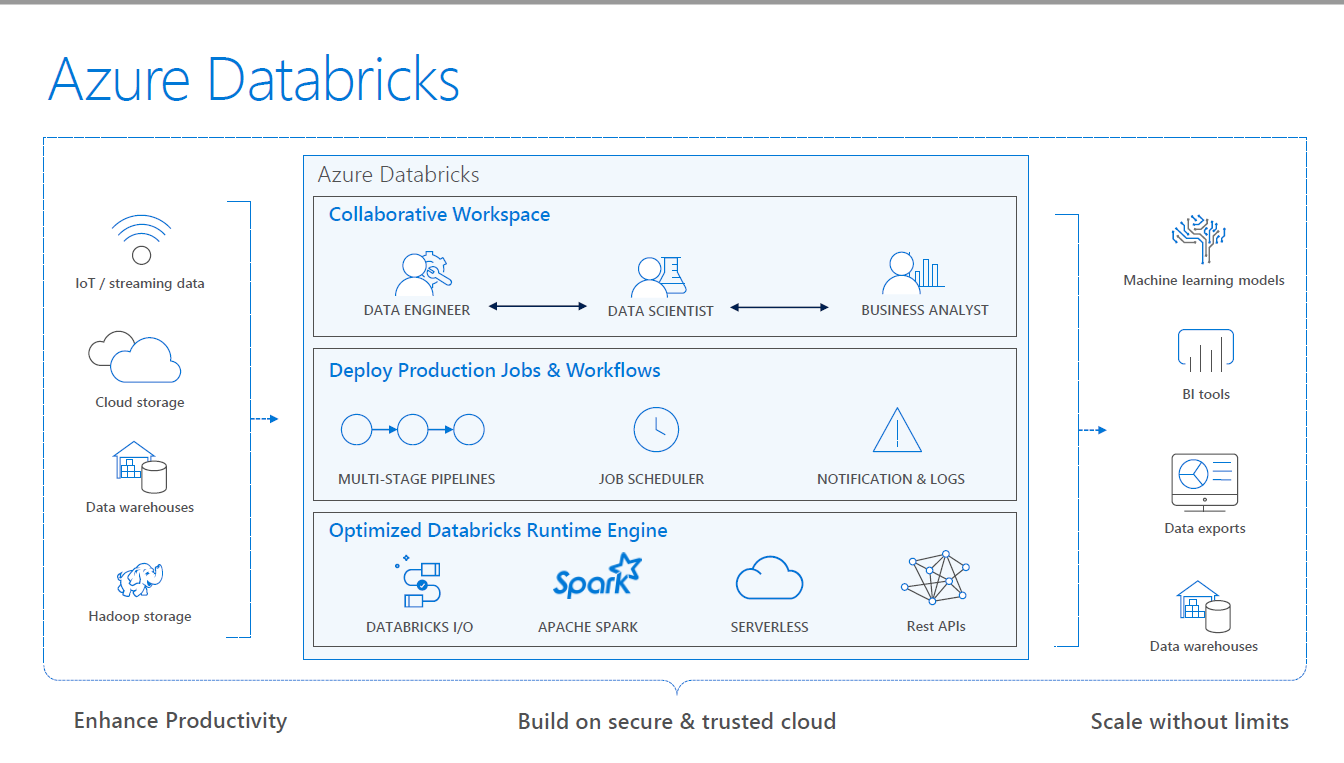 Azure Databricks
IoT / streaming data
Cloud storage
Data warehouses
Hadoop storage
Azure Databricks
Collaborative Workspace
DATA ENGINEER
DATA SCIENTIST
BUSINESS ANALYST
Deploy Production Jobs & Workflows
MULTI-STAGE PIPELINES
JOB SCHEDULER
NOTIFICATION & LOGS
Optimized Databricks Runtime Engine
Spark
DATABRICKS I/O
APACHE SPARK
SERVERLESS
Rest APIs
Machine learning models
BI tools
Data exports
Data warehouses
Enhance Productivity
Build on secure & trusted cloud
Scale without limits